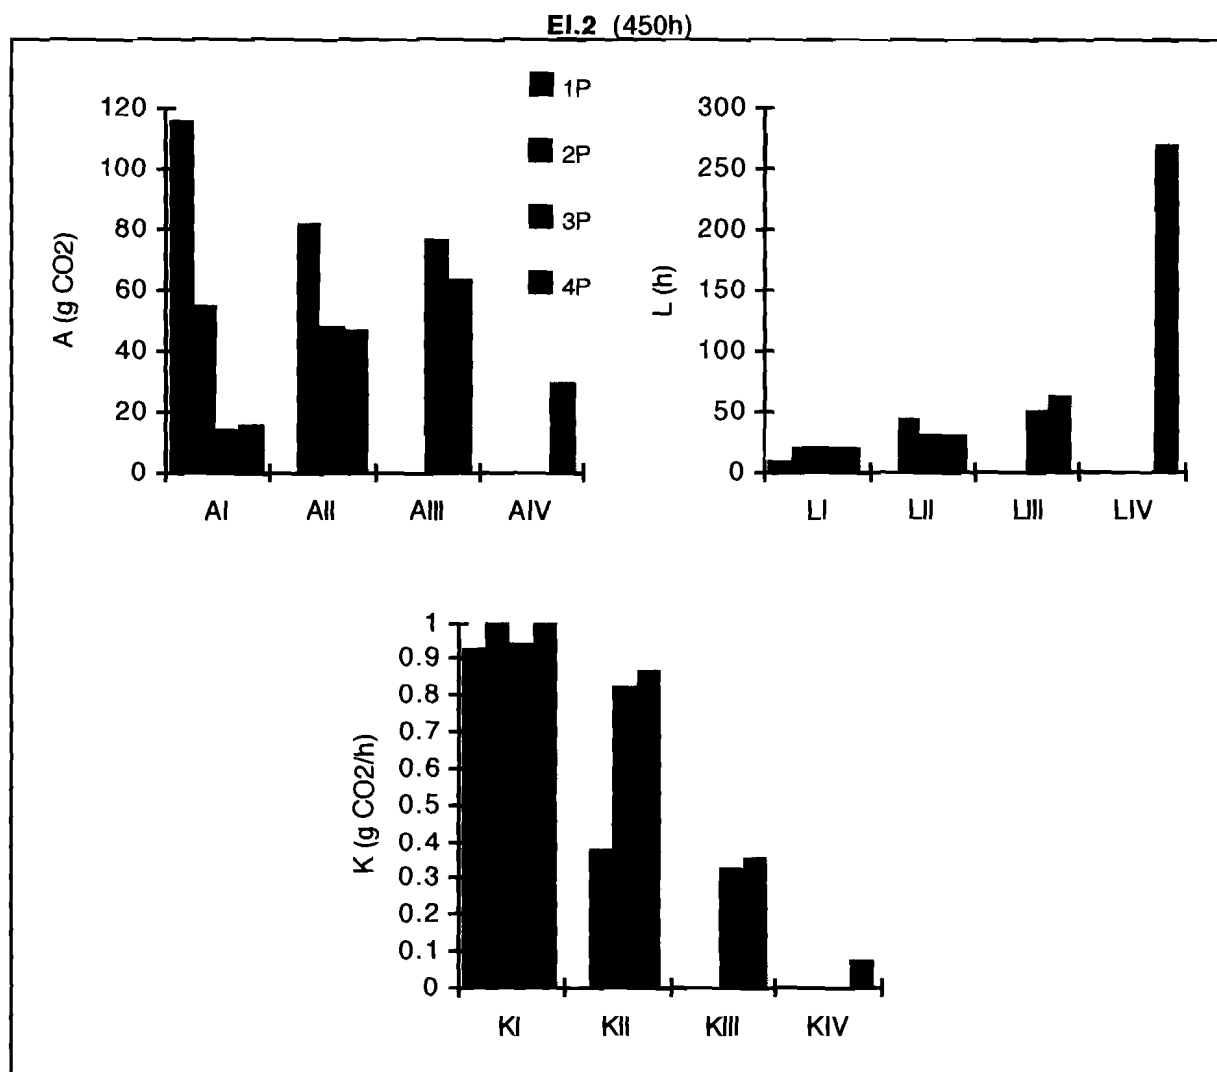 EI.2 (450h)
A (g CO2)
120
100
80
60
40
20
0
AI AII AIII AIV
1P
2P
3P
4P
L (h)
300
250
200
150
100
50
0
LI LII LIII LIV
K (g CO2/h)
1
0.9
0.8
0.7
0.6
0.5
0.4
0.3
0.2
0.1
0
KI KII KIII KIV